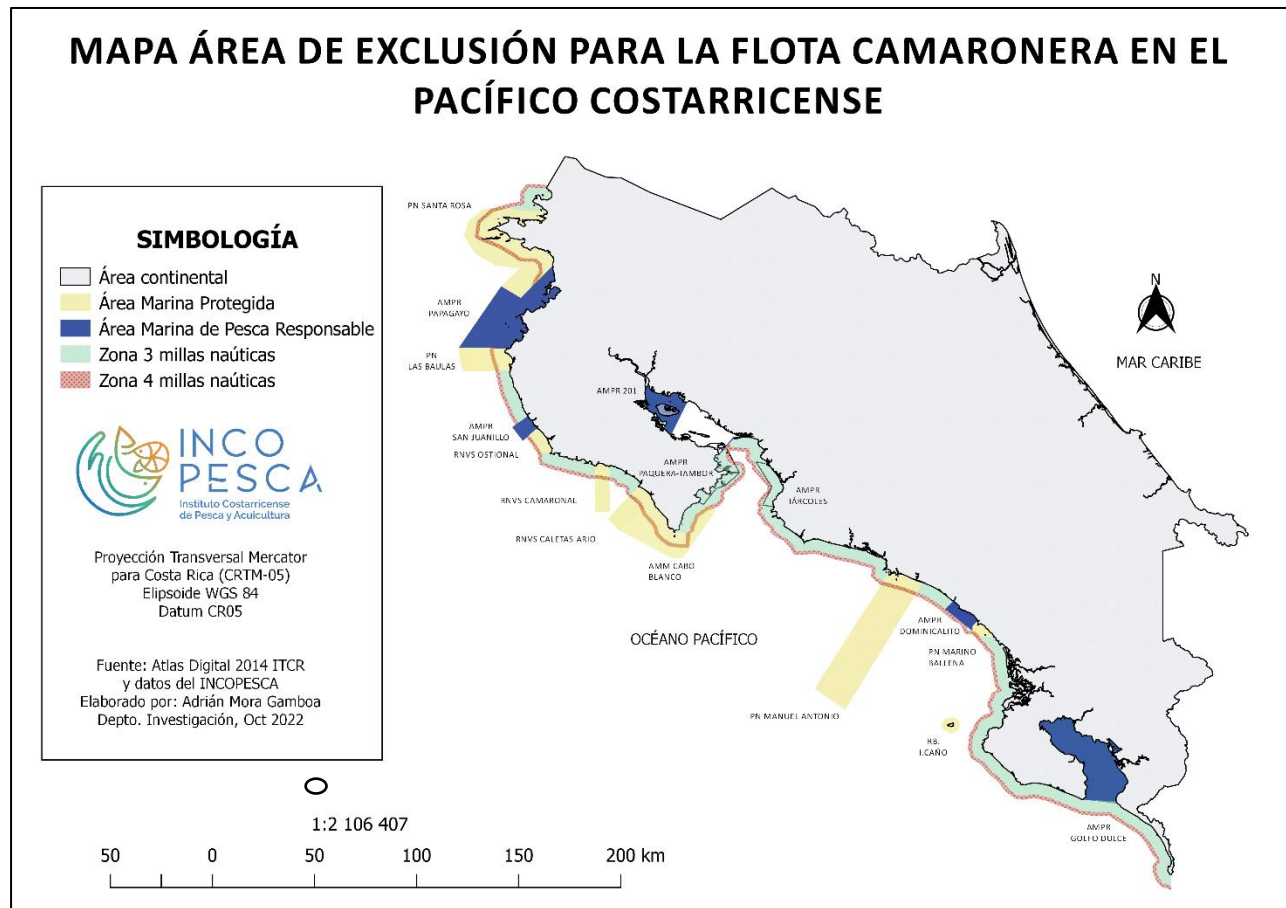 MAPA ÁREA DE EXCLUSIÓN PARA LA FLOTA CAMARONERA EN EL
PACÍFICO COSTARRICENSE
SIMBOLOGÍA
Área continental
Área Marina Protegida
Área Marina de Pesca Responsable
Zona 3 millas naúticas
Zona 4 millas naúticas
INCO
PESCA
Instituto Costarricense
de Pesca y Acuicultura
Proyección Transversal Mercator
para Costa Rica (CRTM-05)
Elipsoide WGS 84
Datum CR05
Fuente: Atlas Digital 2014 ITCR
y datos del INCOPESCA
Elaborado por: Adrián Mora Gamboa
Depto. Investigación, Oct 2022
1:2 106 407
50 0 50 100 150 200 km
PN SANTA ROSA
AMPR
PAPAGAYO
PN
LAS BAULAS
AMPR 201
AMPR
SAN JUANILLO
RNVS OSTIONAL
AMPR
PAQUERA-TAMBOR
RNVS CAMARONAL
AMPR
TÁRCOLES
RNVS CALETAS ARIO
AMM CABO
BLANCO
OCÉANO PACÍFICO
AMPR
DOMINICALITO
PN MARINO
BALLENA
PN MANUEL ANTONIO
RB.
I.CAÑO
AMPR
GOLFO DULCE
N
MAR CARIBE